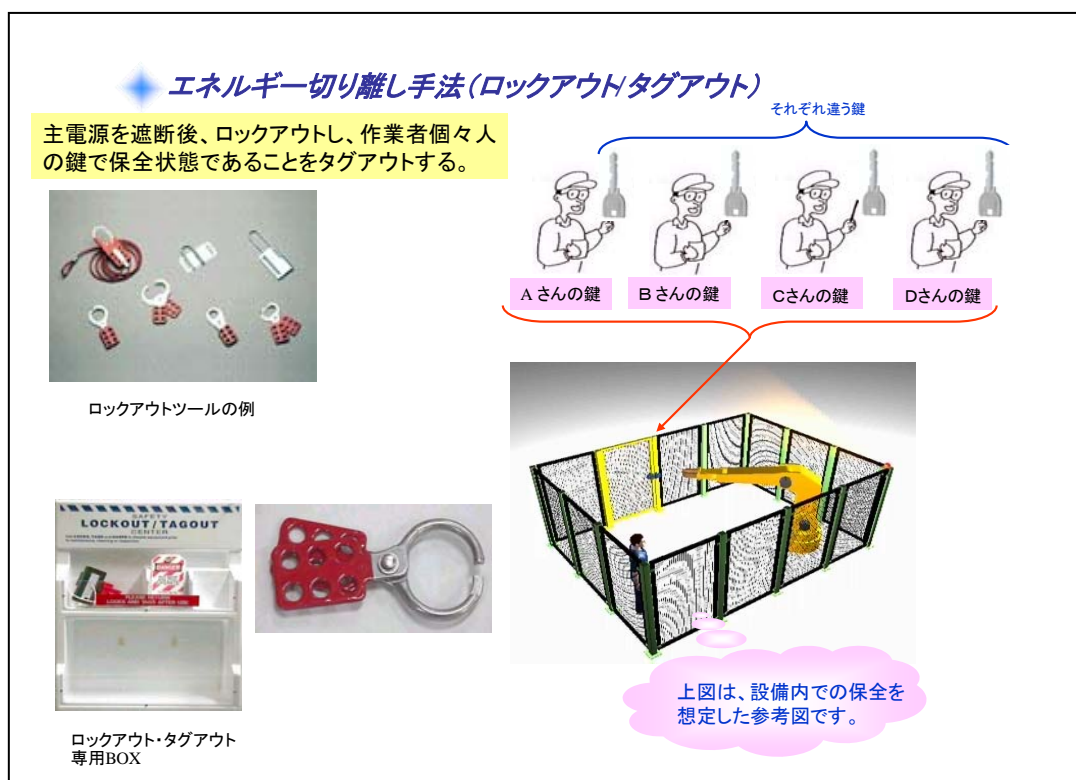 エネルギー切り離し手法(ロックアウト/タグアウト)
主電源を遮断後、ロックアウトし、作業者個々人
の鍵で保全状態であることをタグアウトする。
それぞれ違う鍵
Aさんの鍵
Bさんの鍵
Cさんの鍵
Dさんの鍵
ロックアウトツールの例
SAFETY
LOCKOUT/TAGOUT
CENTER
DANGER
PLEASE RETURN
LOCKS AND TAGS AFTER USE
ロックアウト・タグアウト
専用BOX
上図は、設備内での保全を
想定した参考図です。